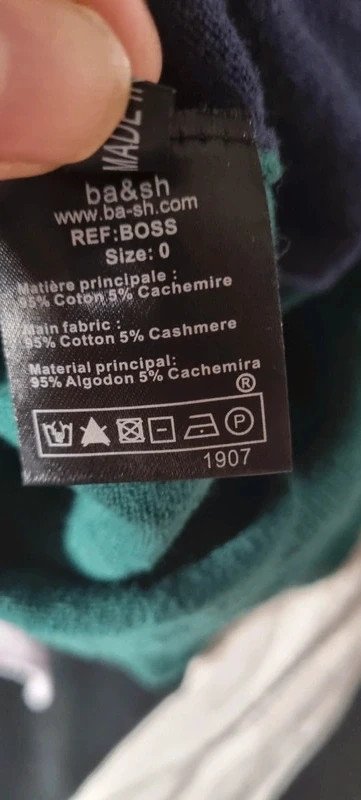 MADE I
ba&sh
www.ba-sh.com
REF:BOSS
Size: 0
Matière principale :
95% Coton 5% Cachemire
Main fabric :
95% Cotton 5% Cashmere
Material principal:
95% Algodon 5% Cachemira
®
P
1907